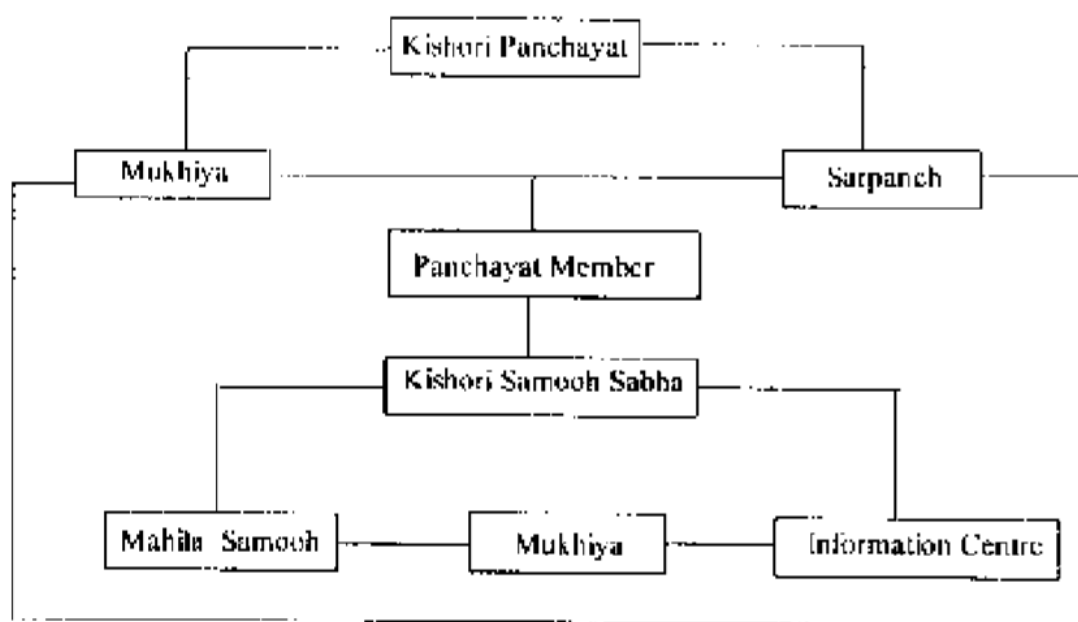 Kishori Panchayat
Mukhiya
Sarpanch
Panchayat Member
Kishori Samooh Sabha
Mahila Samooh
Mukhiya
Information Centre